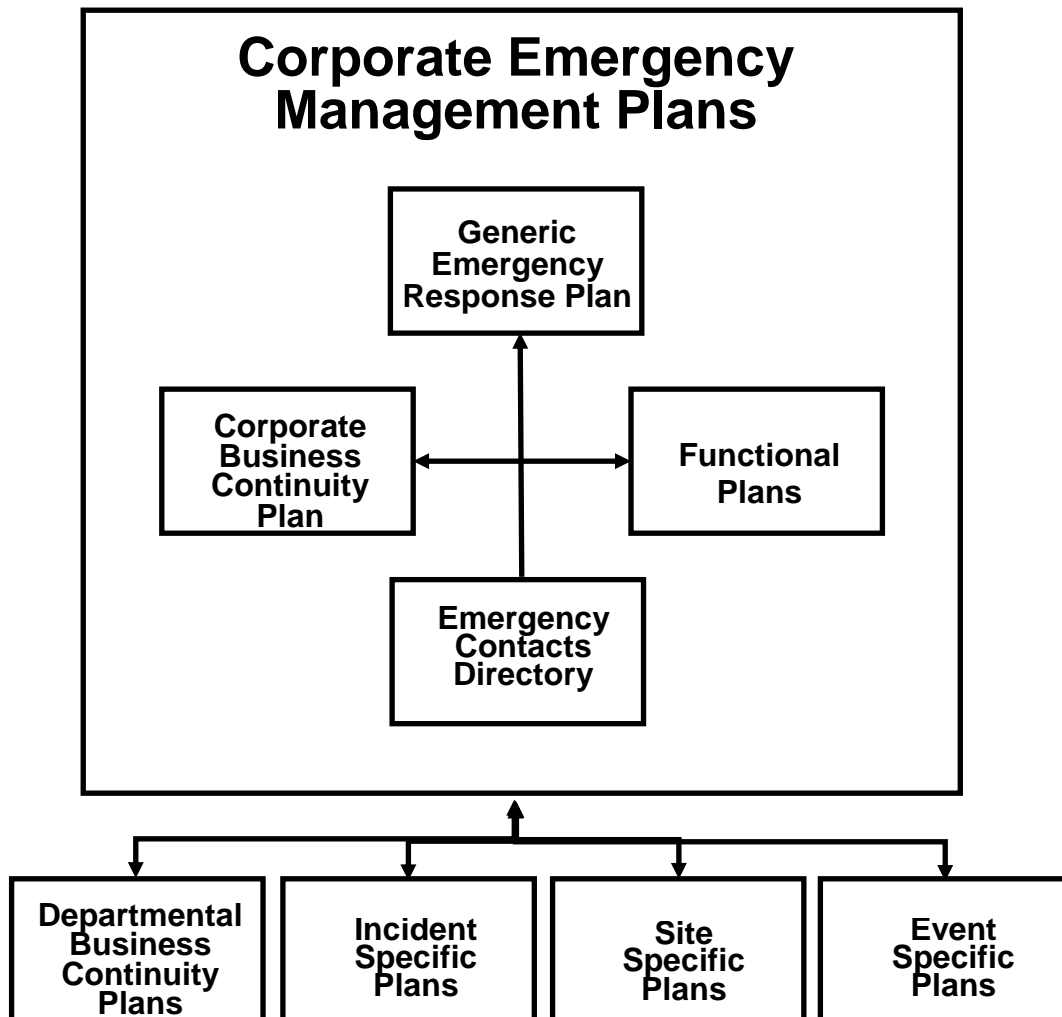 Corporate Emergency
Management Plans
Generic
Emergency
Response Plan
Corporate
Business
Continuity
Plan
Functional
Plans
Emergency
Contacts
Directory
Departmental
Business
Continuity
Plans
Incident
Specific
Plans
Site
Specific
Plans
Event
Specific
Plans